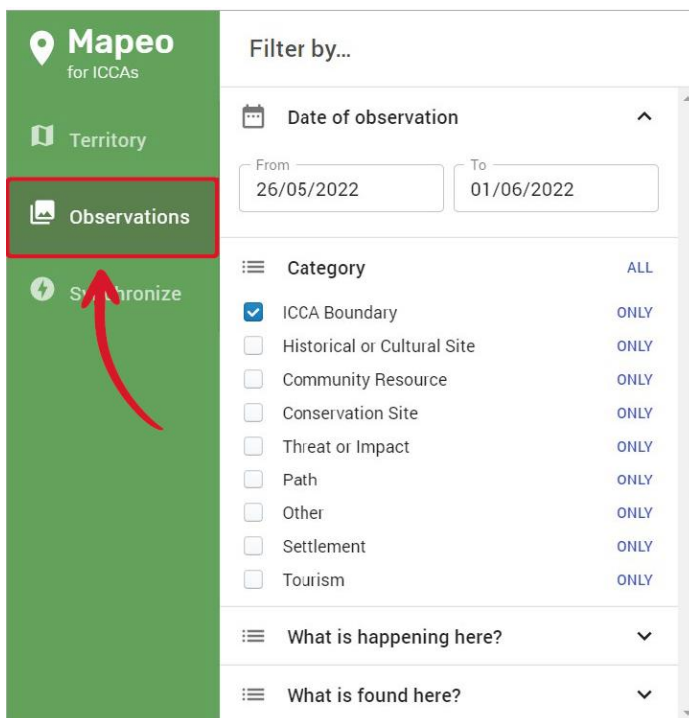 Mapeo
for ICCAs
Territory
Observations
Synchronize
Filter by...
Date of observation
From
26/05/2022
To
01/06/2022
Category
ALL
ICCA Boundary
ONLY
Historical or Cultural Site
ONLY
Community Resource
ONLY
Conservation Site
ONLY
Threat or Impact
ONLY
Path
ONLY
Other
ONLY
Settlement
ONLY
Tourism
ONLY
What is happening here?
What is found here?